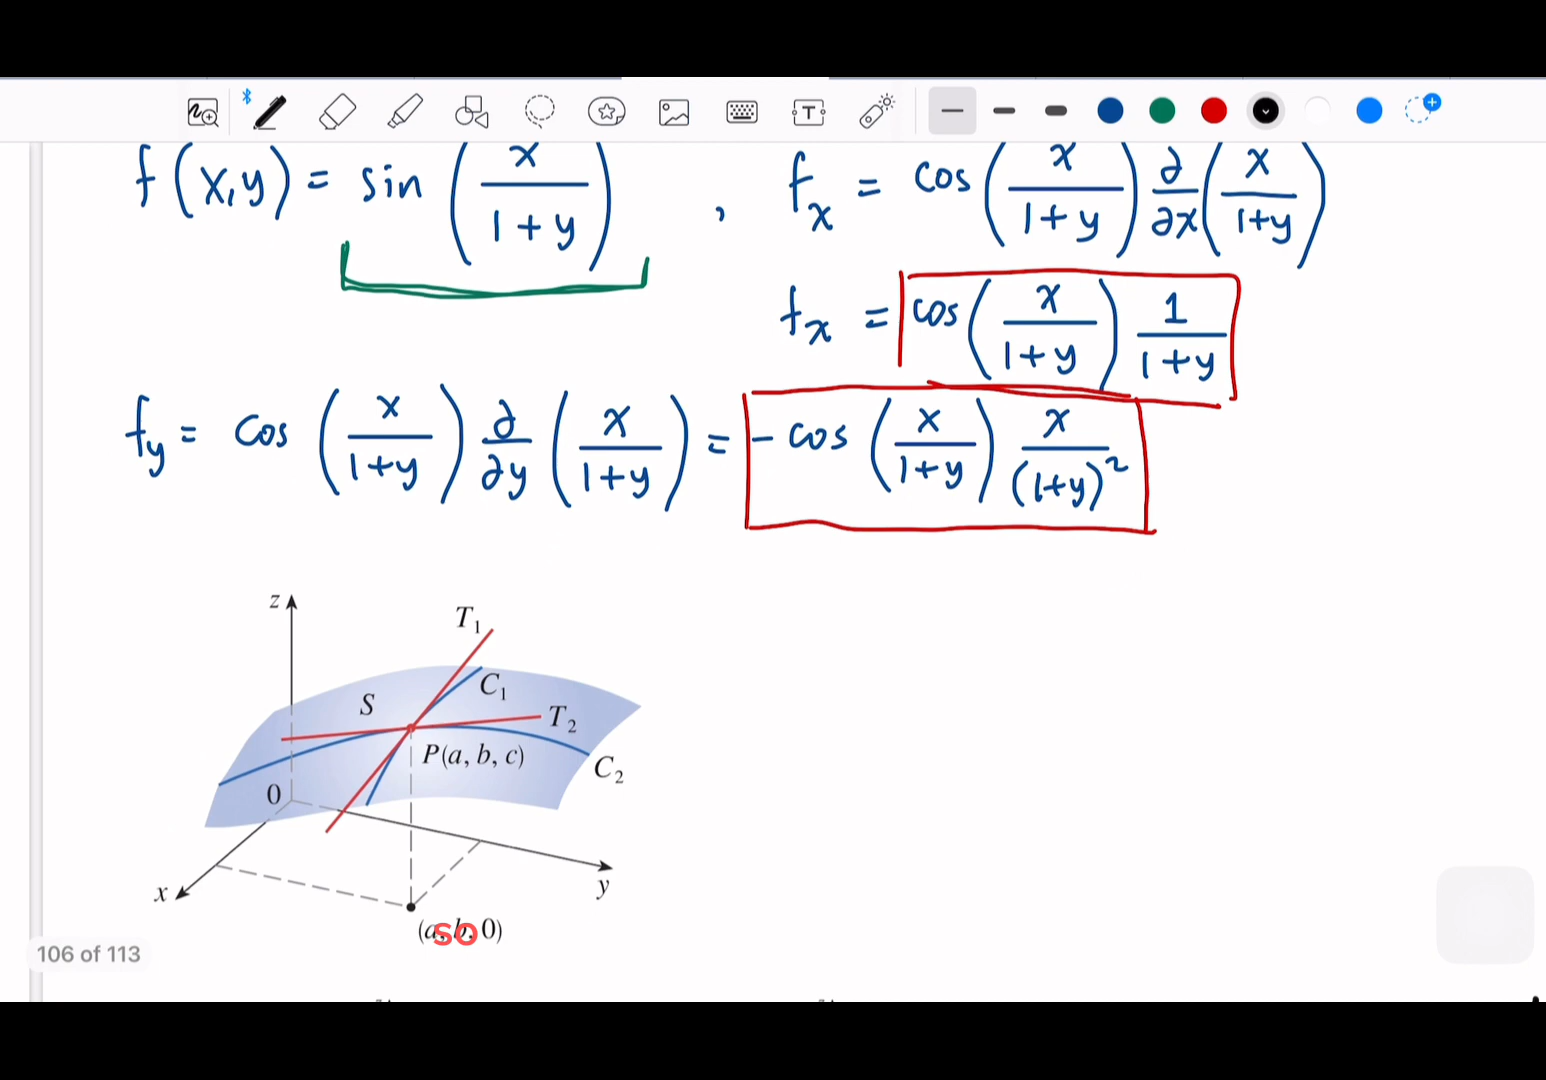 T
f(x,y) = sin (x/(1+y)) , f_x = cos (x/(1+y)) ∂/∂x (x/(1+y))
f_x = cos (x/(1+y)) 1/(1+y)
f_y = cos (x/(1+y)) ∂/∂y (x/(1+y)) = - cos (x/(1+y)) x/(1+y)²
z
T₁
S
C₁
T₂
P(a, b, c)
C₂
0
x
y
(a, b, 0)
so
106 of 113